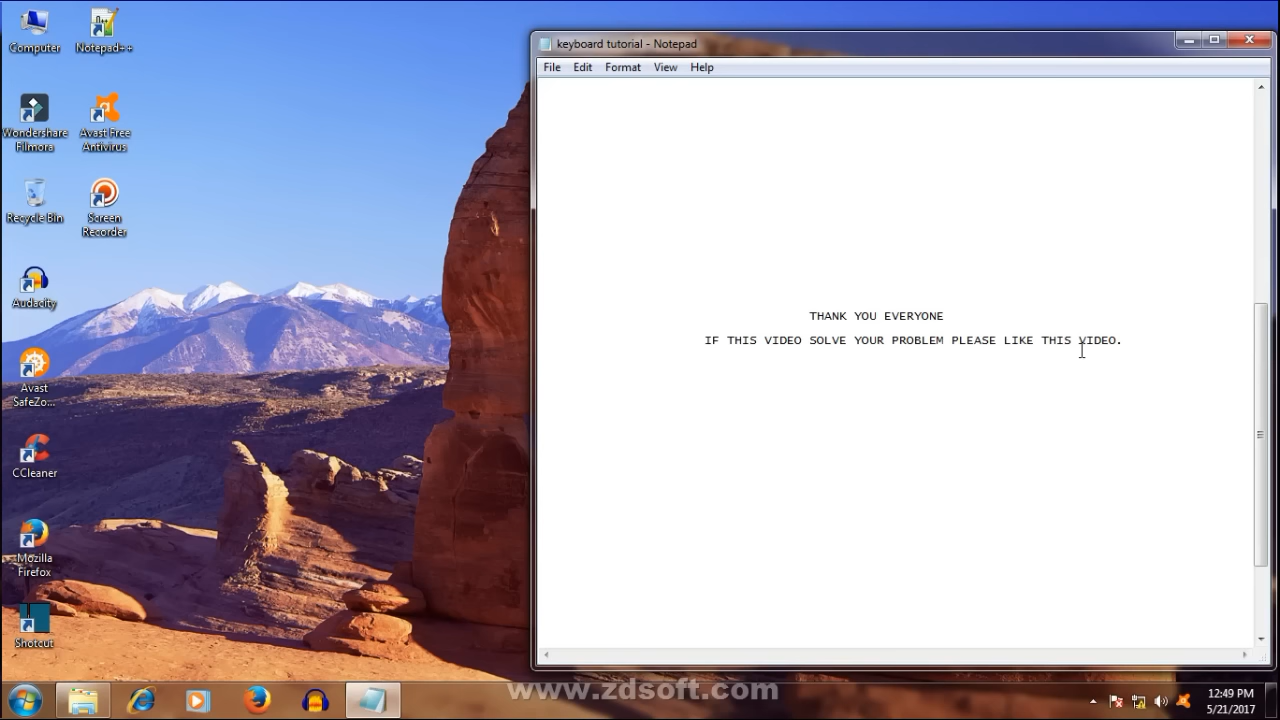 Computer
Notepad++
Wondershare
Filmora
Avast Free
Antivirus
Recycle Bin
Screen
Recorder
Audacity
Avast
SafeZo...
CCleaner
Mozilla
Firefox
Shotcut
keyboard tutorial - Notepad
File Edit Format View Help
THANK YOU EVERYONE
IF THIS VIDEO SOLVE YOUR PROBLEM PLEASE LIKE THIS VIDEO.
www.zdsoft.com
12:49 PM
5/21/2017